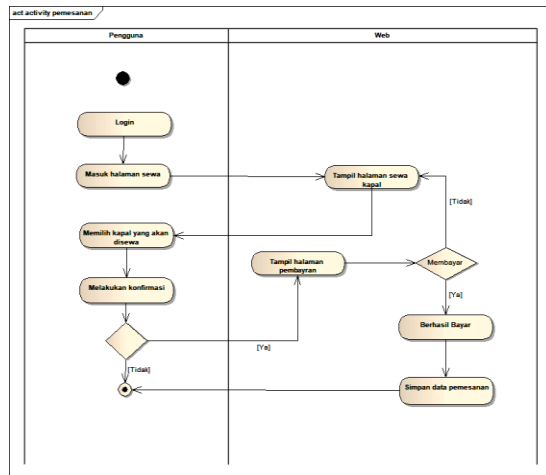 act activity pemesanan
Pengguna
Web
Login
Masuk halaman sewa
Tampil halaman sewa
kapal
[Tidak]
Memilih kapal yang akan
disewa
Tampil halaman
pembayran
Membayar
Melakukan konfirmasi
[Ya]
Berhasil Bayar
[Ya]
[Tidak]
Simpan data pemesanan